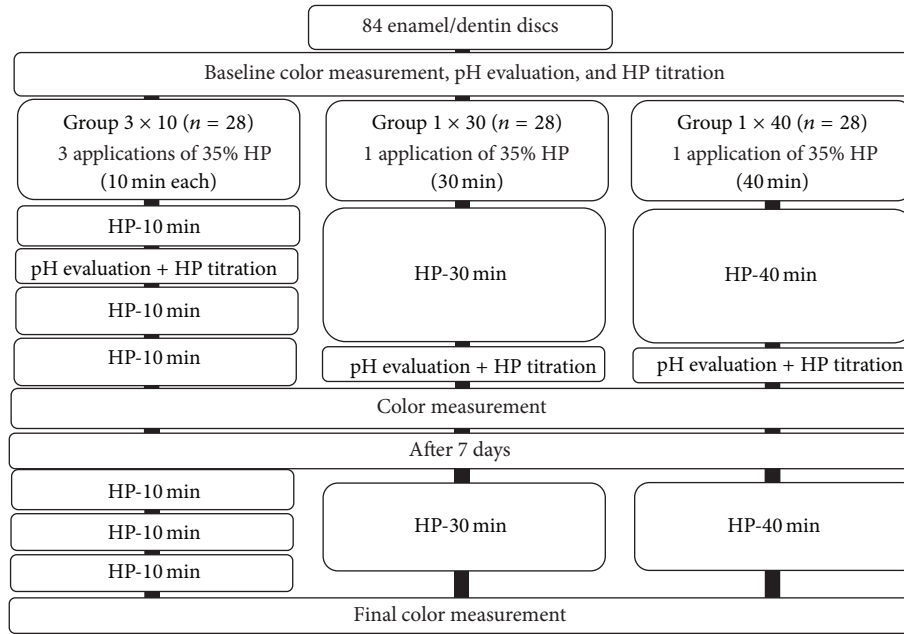 84 enamel/dentin discs
Baseline color measurement, pH evaluation, and HP titration
Group 3 × 10 (n = 28)
3 applications of 35% HP
(10 min each)
Group 1 × 30 (n = 28)
1 application of 35% HP
(30 min)
Group 1 × 40 (n = 28)
1 application of 35% HP
(40 min)
HP-10 min
pH evaluation + HP titration
HP-10 min
HP-10 min
HP-30 min
pH evaluation + HP titration
HP-40 min
pH evaluation + HP titration
Color measurement
After 7 days
HP-10 min
HP-10 min
HP-10 min
HP-30 min
HP-40 min
Final color measurement